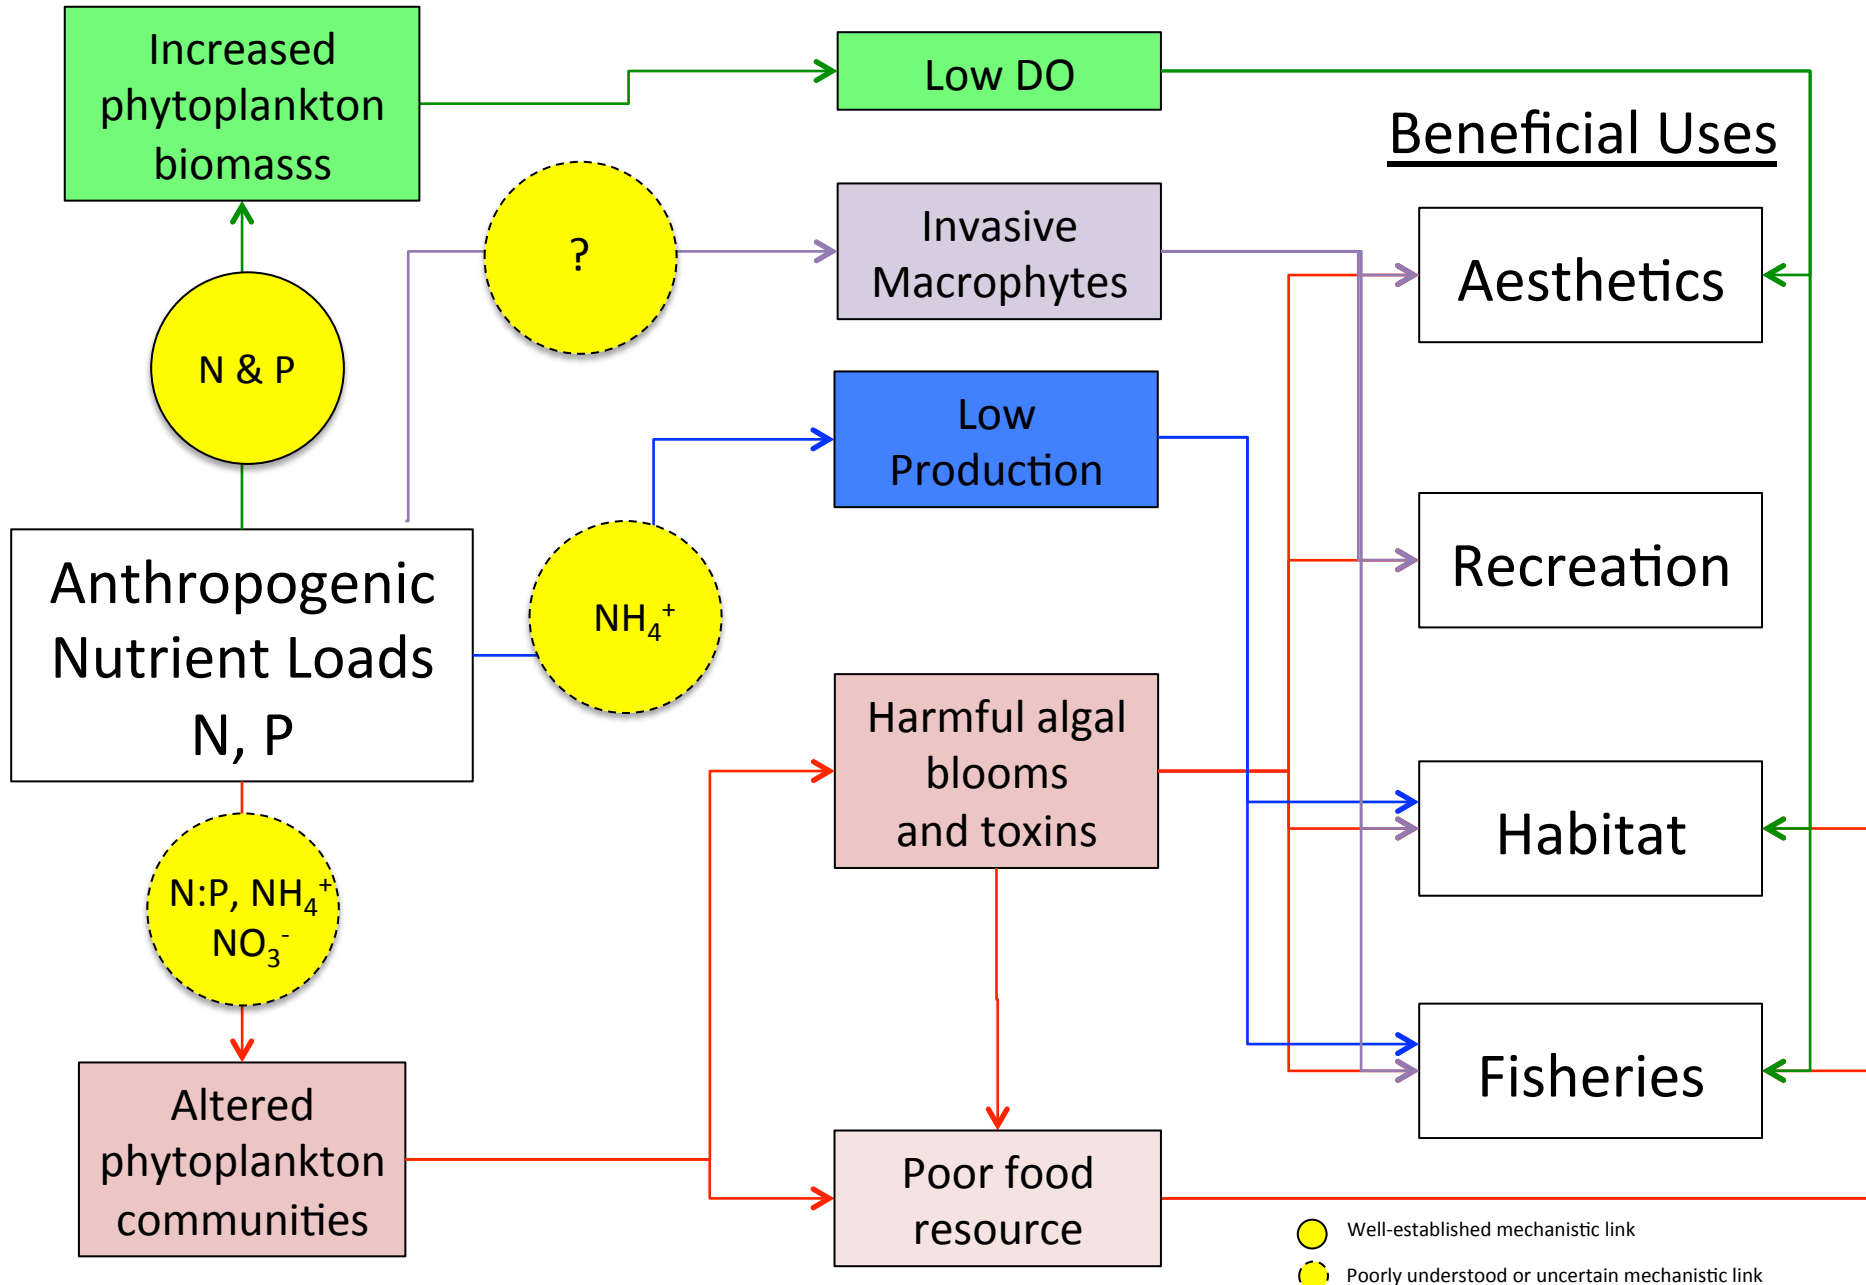 Increased
phytoplankton
biomasss
Low DO
Beneficial Uses
?
Invasive
Macrophytes
Aesthetics
N & P
Low
Production
Recreation
Anthropogenic
Nutrient Loads
N, P
NH₄⁺
Harmful algal
blooms
and toxins
Habitat
N:P, NH₄⁺
NO₃⁻
Fisheries
Altered
phytoplankton
communities
Poor food
resource
Well-established mechanistic link
Poorly understood or uncertain mechanistic link